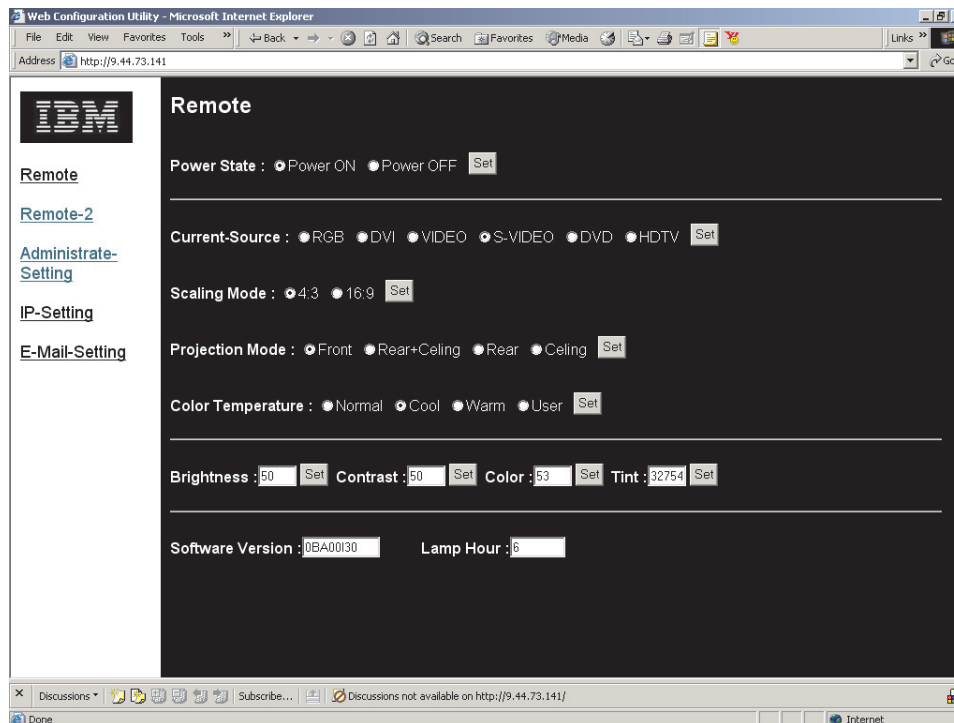 Web Configuration Utility - Microsoft Internet Explorer
File Edit View Favorites Tools » Back Search Favorites Media Links »
Address http://9.44.73.141 Go
IBM
Remote
Remote-2
Administrate-
Setting
IP-Setting
E-Mail-Setting
Remote
Power State : Power ON Power OFF Set
Current-Source : RGB DVI VIDEO S-VIDEO DVD HDTV Set
Scaling Mode : 4:3 16:9 Set
Projection Mode : Front Rear+Celing Rear Celing Set
Color Temperature : Normal Cool Warm User Set
Brightness : 50 Set Contrast : 50 Set Color : 53 Set Tint : 32754 Set
Software Version : 0BA00I30 Lamp Hour : 6
Discussions Subscribe... Discussions not available on http://9.44.73.141/
Done Internet